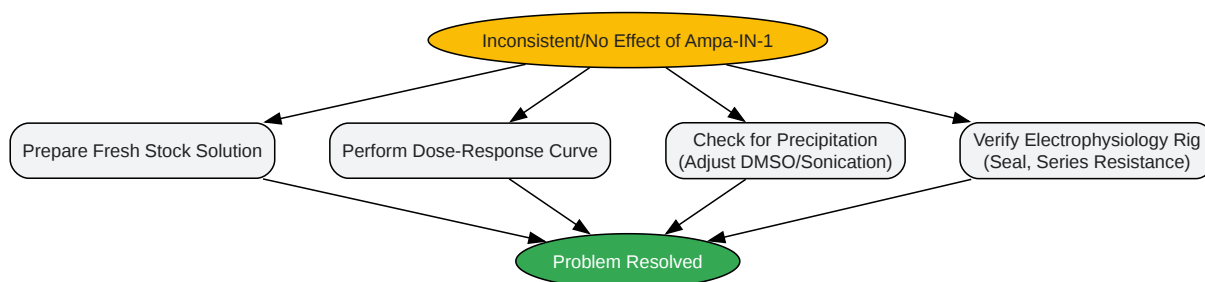 Inconsistent/No Effect of Ampa-IN-1
Prepare Fresh Stock Solution
Perform Dose-Response Curve
Check for Precipitation
(Adjust DMSO/Sonication)
Verify Electrophysiology Rig
(Seal, Series Resistance)
Problem Resolved